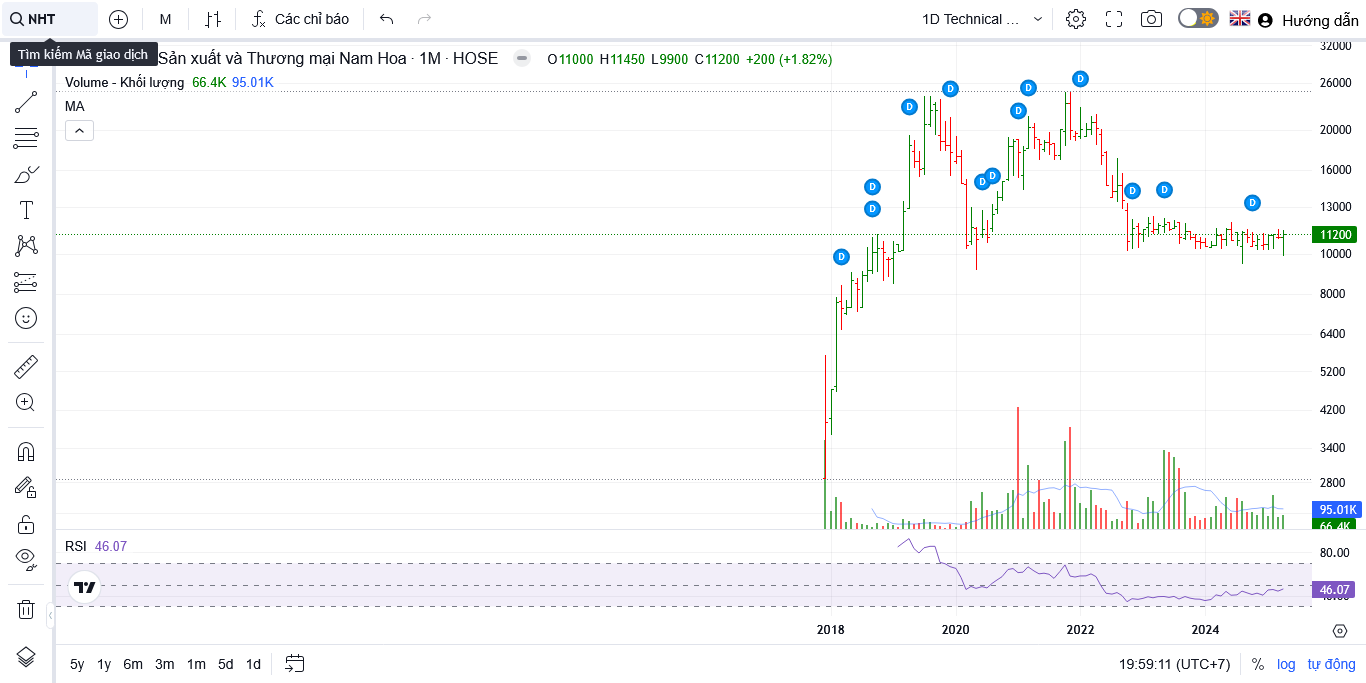 NHT
M
Các chỉ báo
1D Technical ...
Hướng dẫn
Tìm kiếm Mã giao dịch
Sản xuất và Thương mại Nam Hoa · 1M · HOSE
O11000 H11450 L9900 C11200 +200 (+1.82%)
Volume - Khối lượng 66.4K 95.01K
MA
D D D D D D D D D D D D D
32000
26000
20000
16000
13000
11200
10000
8000
6400
5200
4200
3400
2800
95.01K
66.4K
RSI 46.07
80.00
46.07
2018 2020 2022 2024
5y 1y 6m 3m 1m 5d 1d
19:59:11 (UTC+7) % log tự động